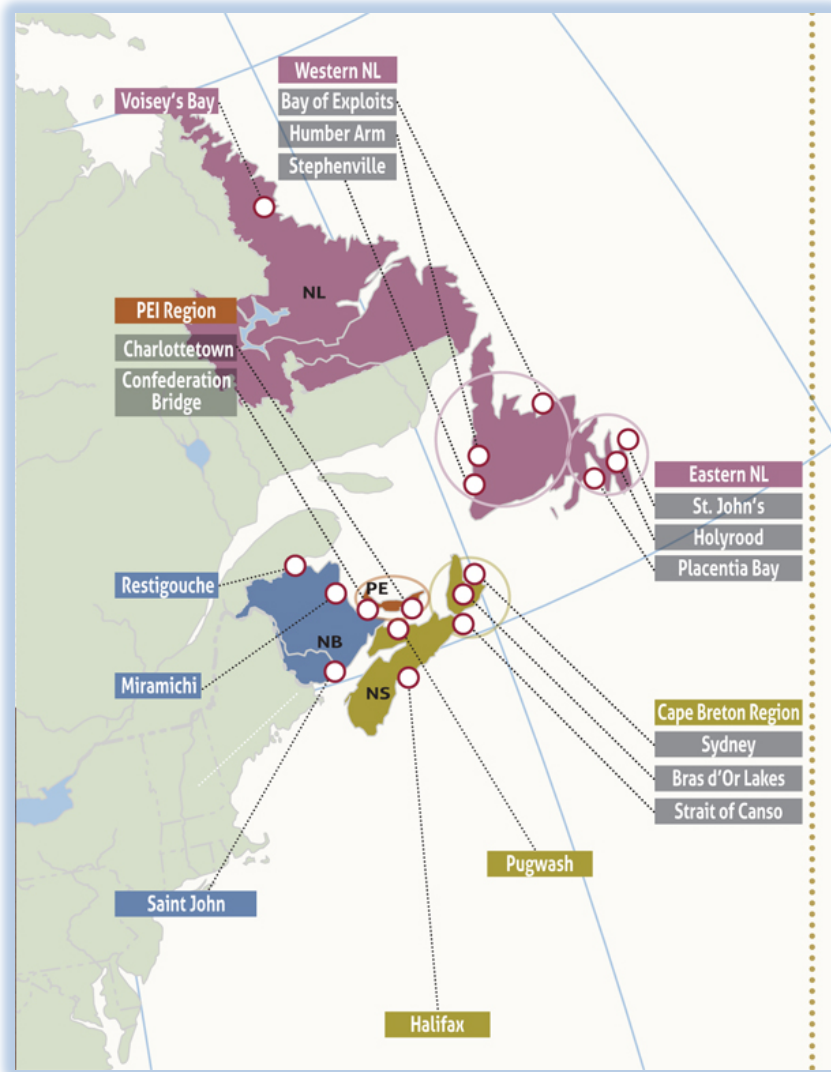 Western NL
Voisey's Bay
Bay of Exploits
Humber Arm
Stephenville
NL
PEI Region
Charlottetown
Confederation
Bridge
Eastern NL
St. John's
Holyrood
Placentia Bay
Restigouche
PE
NB
Miramichi
NS
Cape Breton Region
Sydney
Bras d'Or Lakes
Strait of Canso
Pugwash
Saint John
Halifax